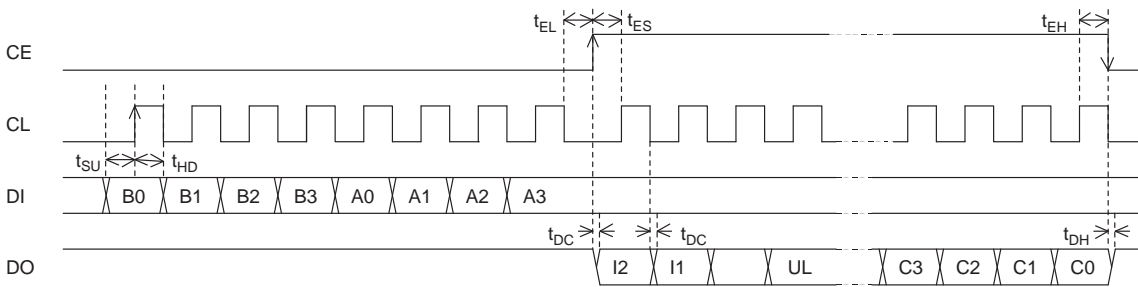 t_EL t_ES t_EH
CE
CL
t_SU t_HD
DI B0 B1 B2 B3 A0 A1 A2 A3
t_DC t_DC t_DH
DO I2 I1 UL C3 C2 C1 C0